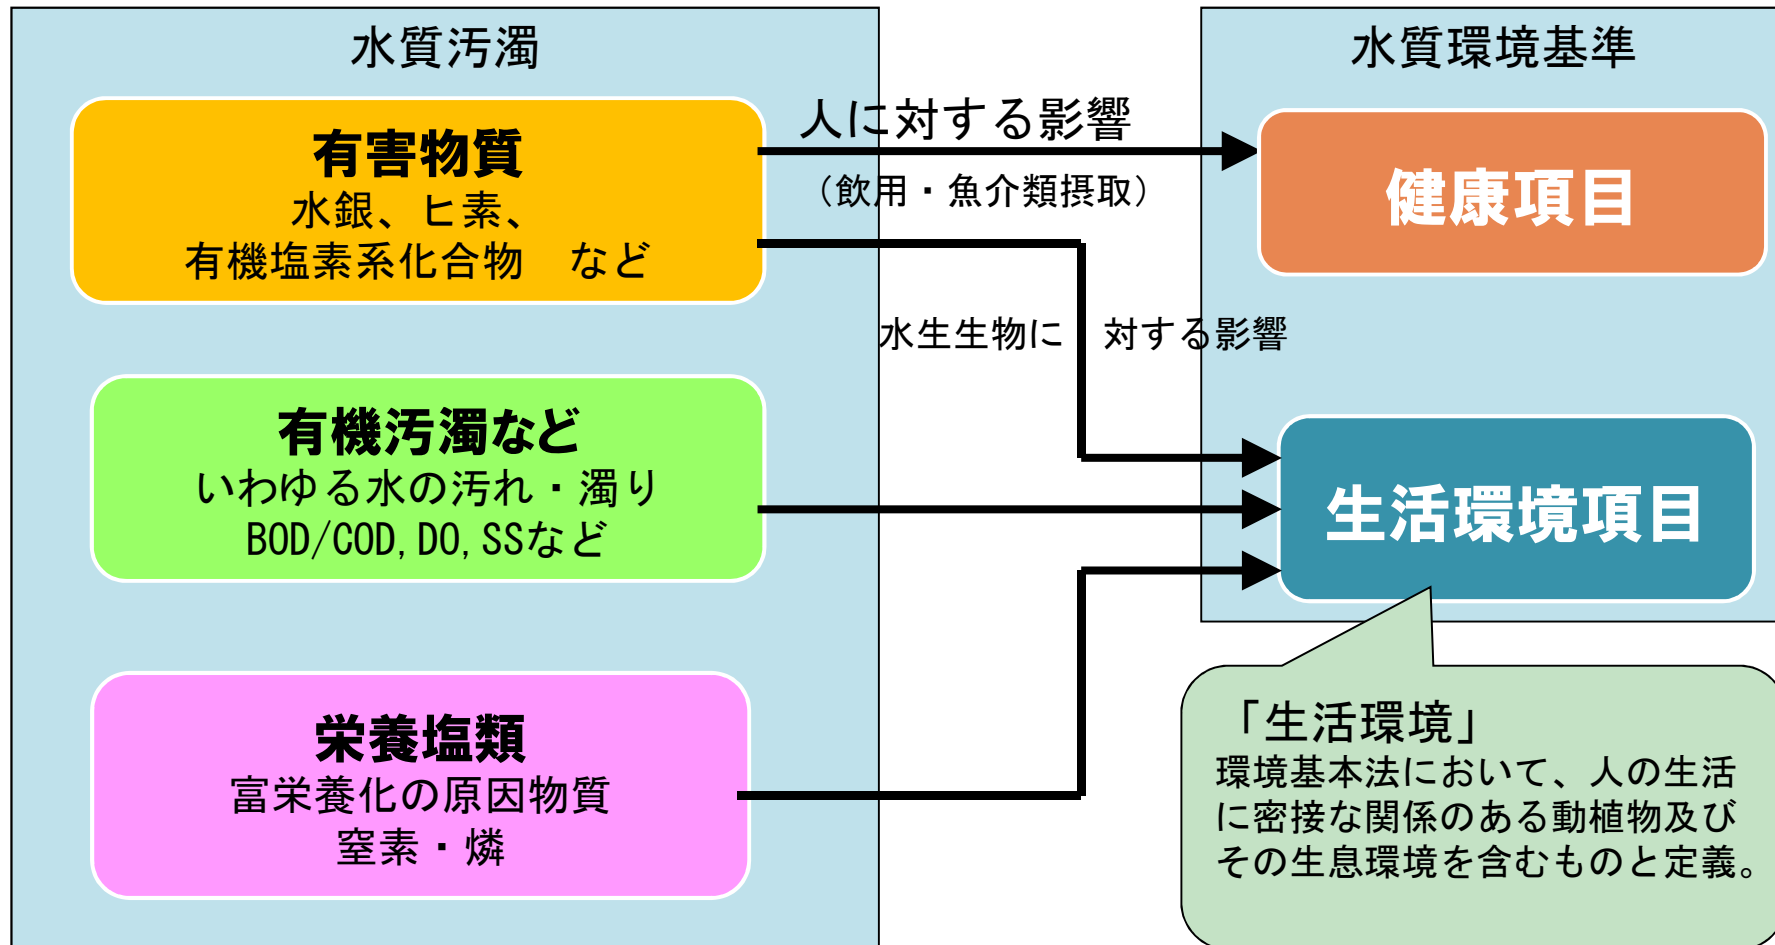 水質汚濁
有害物質
水銀、ヒ素、
有機塩素系化合物　など
有機汚濁など
いわゆる水の汚れ・濁り
BOD/COD,DO,SSなど
栄養塩類
富栄養化の原因物質
窒素・燐
人に対する影響
（飲用・魚介類摂取）
水生生物に　対する影響
水質環境基準
健康項目
生活環境項目
「生活環境」
環境基本法において、人の生活
に密接な関係のある動植物及び
その生息環境を含むものと定義。